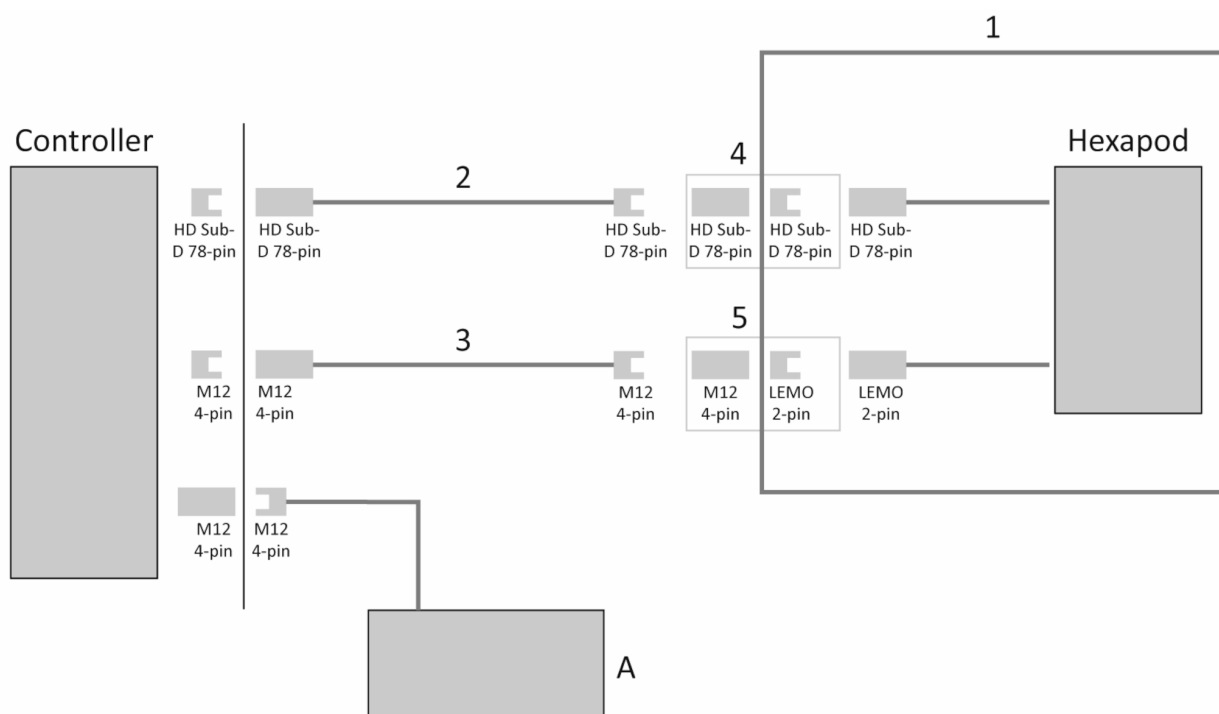 1
Controller
Hexapod
4
2
HD Sub-
D 78-pin
HD Sub-
D 78-pin
HD Sub-
D 78-pin
HD Sub-
D 78-pin
HD Sub-
D 78-pin
HD Sub-
D 78-pin
5
3
M12
4-pin
M12
4-pin
M12
4-pin
M12
4-pin
LEMO
2-pin
LEMO
2-pin
M12
4-pin
M12
4-pin
A